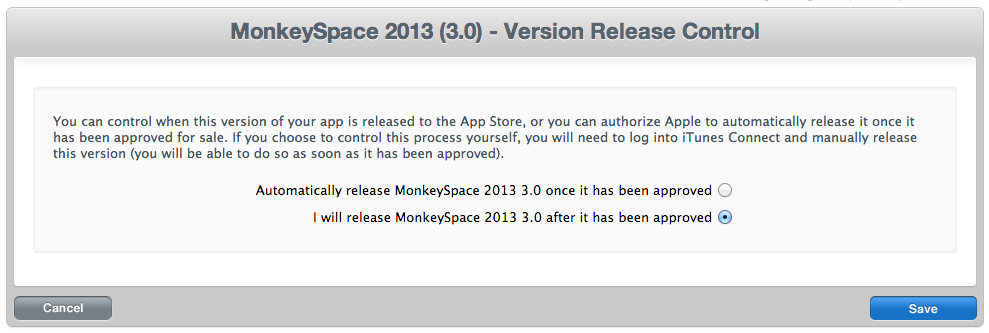 MonkeySpace 2013 (3.0) - Version Release Control
You can control when this version of your app is released to the App Store, or you can authorize Apple to automatically release it once it
has been approved for sale. If you choose to control this process yourself, you will need to log into iTunes Connect and manually release
this version (you will be able to do so as soon as it has been approved).
Automatically release MonkeySpace 2013 3.0 once it has been approved
I will release MonkeySpace 2013 3.0 after it has been approved
Cancel
Save